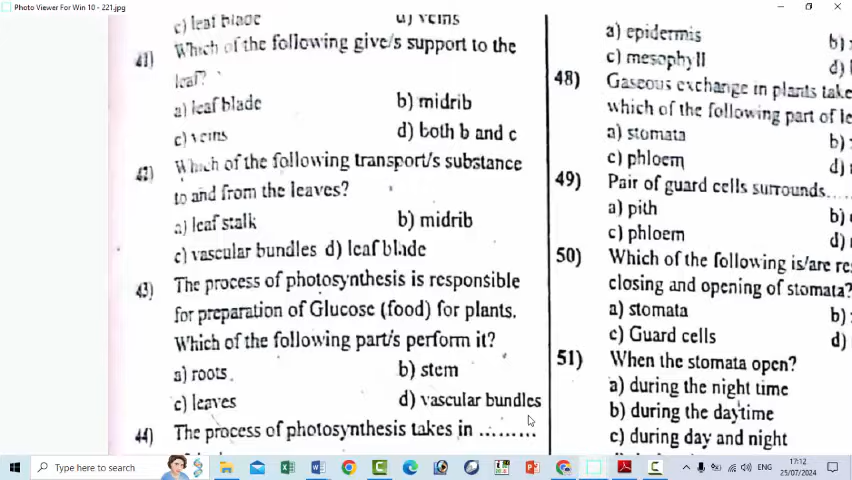 Photo Viewer For Win 10 - 221.jpg
c) leaf blade d) veins
41) Which of the following give/s support to the
leaf?
a) leaf blade b) midrib
c) veins d) both b and c
42) Which of the following transport/s substance
to and from the leaves?
a) leaf stalk b) midrib
c) vascular bundles d) leaf blade
43) The process of photosynthesis is responsible
for preparation of Glucose (food) for plants.
Which of the following part/s perform it?
a) roots b) stem
c) leaves d) vascular bundles
44) The process of photosynthesis takes in .........
a) epidermis b)
c) mesophyll d)
48) Gaseous exchange in plants take
which of the following part of le
a) stomata b)
c) phloem d)
49) Pair of guard cells surrounds....
a) pith b)
c) phloem d)
50) Which of the following is/are re
closing and opening of stomata?
a) stomata b)
c) Guard cells d)
51) When the stomata open?
a) during the night time
b) during the daytime
c) during day and night
Type here to search
ENG
17:12
25/07/2024